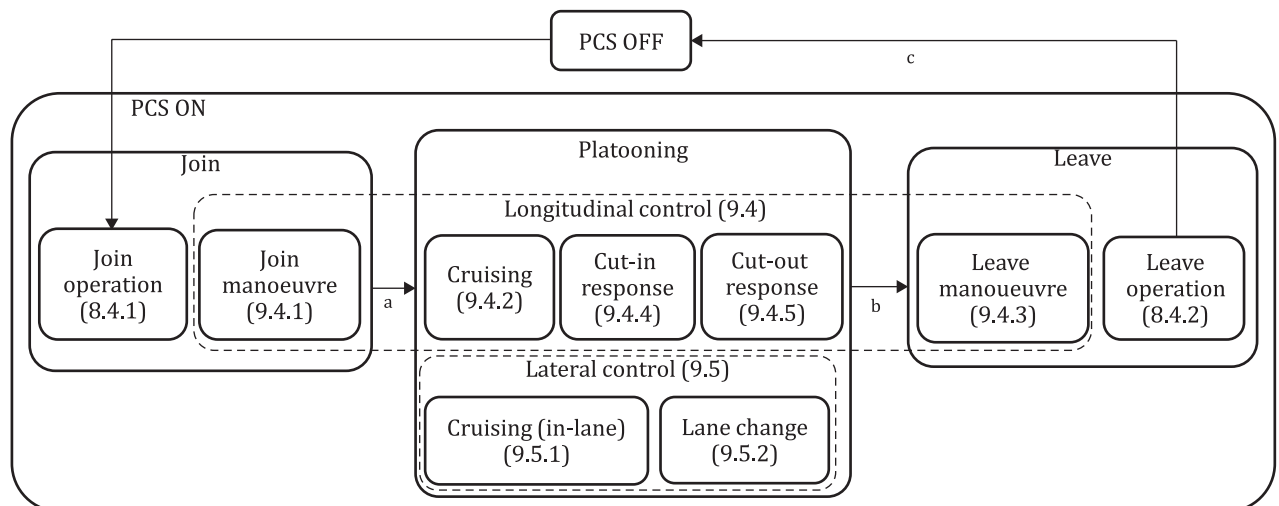 PCS OFF
c
PCS ON
Join
Platooning
Leave
Longitudinal control (9.4)
Join
operation
(8.4.1)
Join
manoeuvre
(9.4.1)
a
Cruising
(9.4.2)
Cut-in
response
(9.4.4)
Cut-out
response
(9.4.5)
b
Leave
manoueuvre
(9.4.3)
Leave
operation
(8.4.2)
Lateral control (9.5)
Cruising (in-lane)
(9.5.1)
Lane change
(9.5.2)